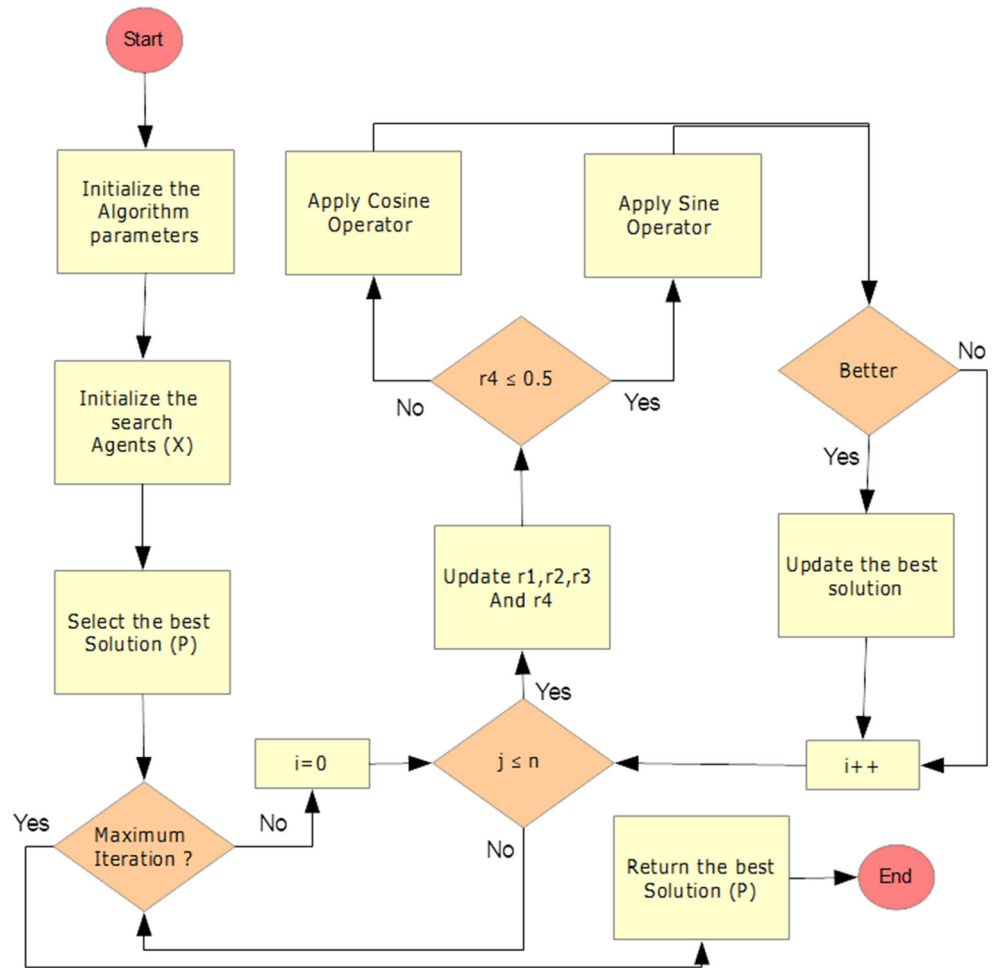 Start
Initialize the
Algorithm
parameters
Initialize the
search
Agents (X)
Select the best
Solution (P)
Maximum
Iteration ?
Yes
No
i=0
j ≤ n
Yes
No
Update r1,r2,r3
And r4
r4 ≤ 0.5
No
Yes
Apply Cosine
Operator
Apply Sine
Operator
Better
No
Yes
Update the best
solution
i++
Return the best
Solution (P)
End